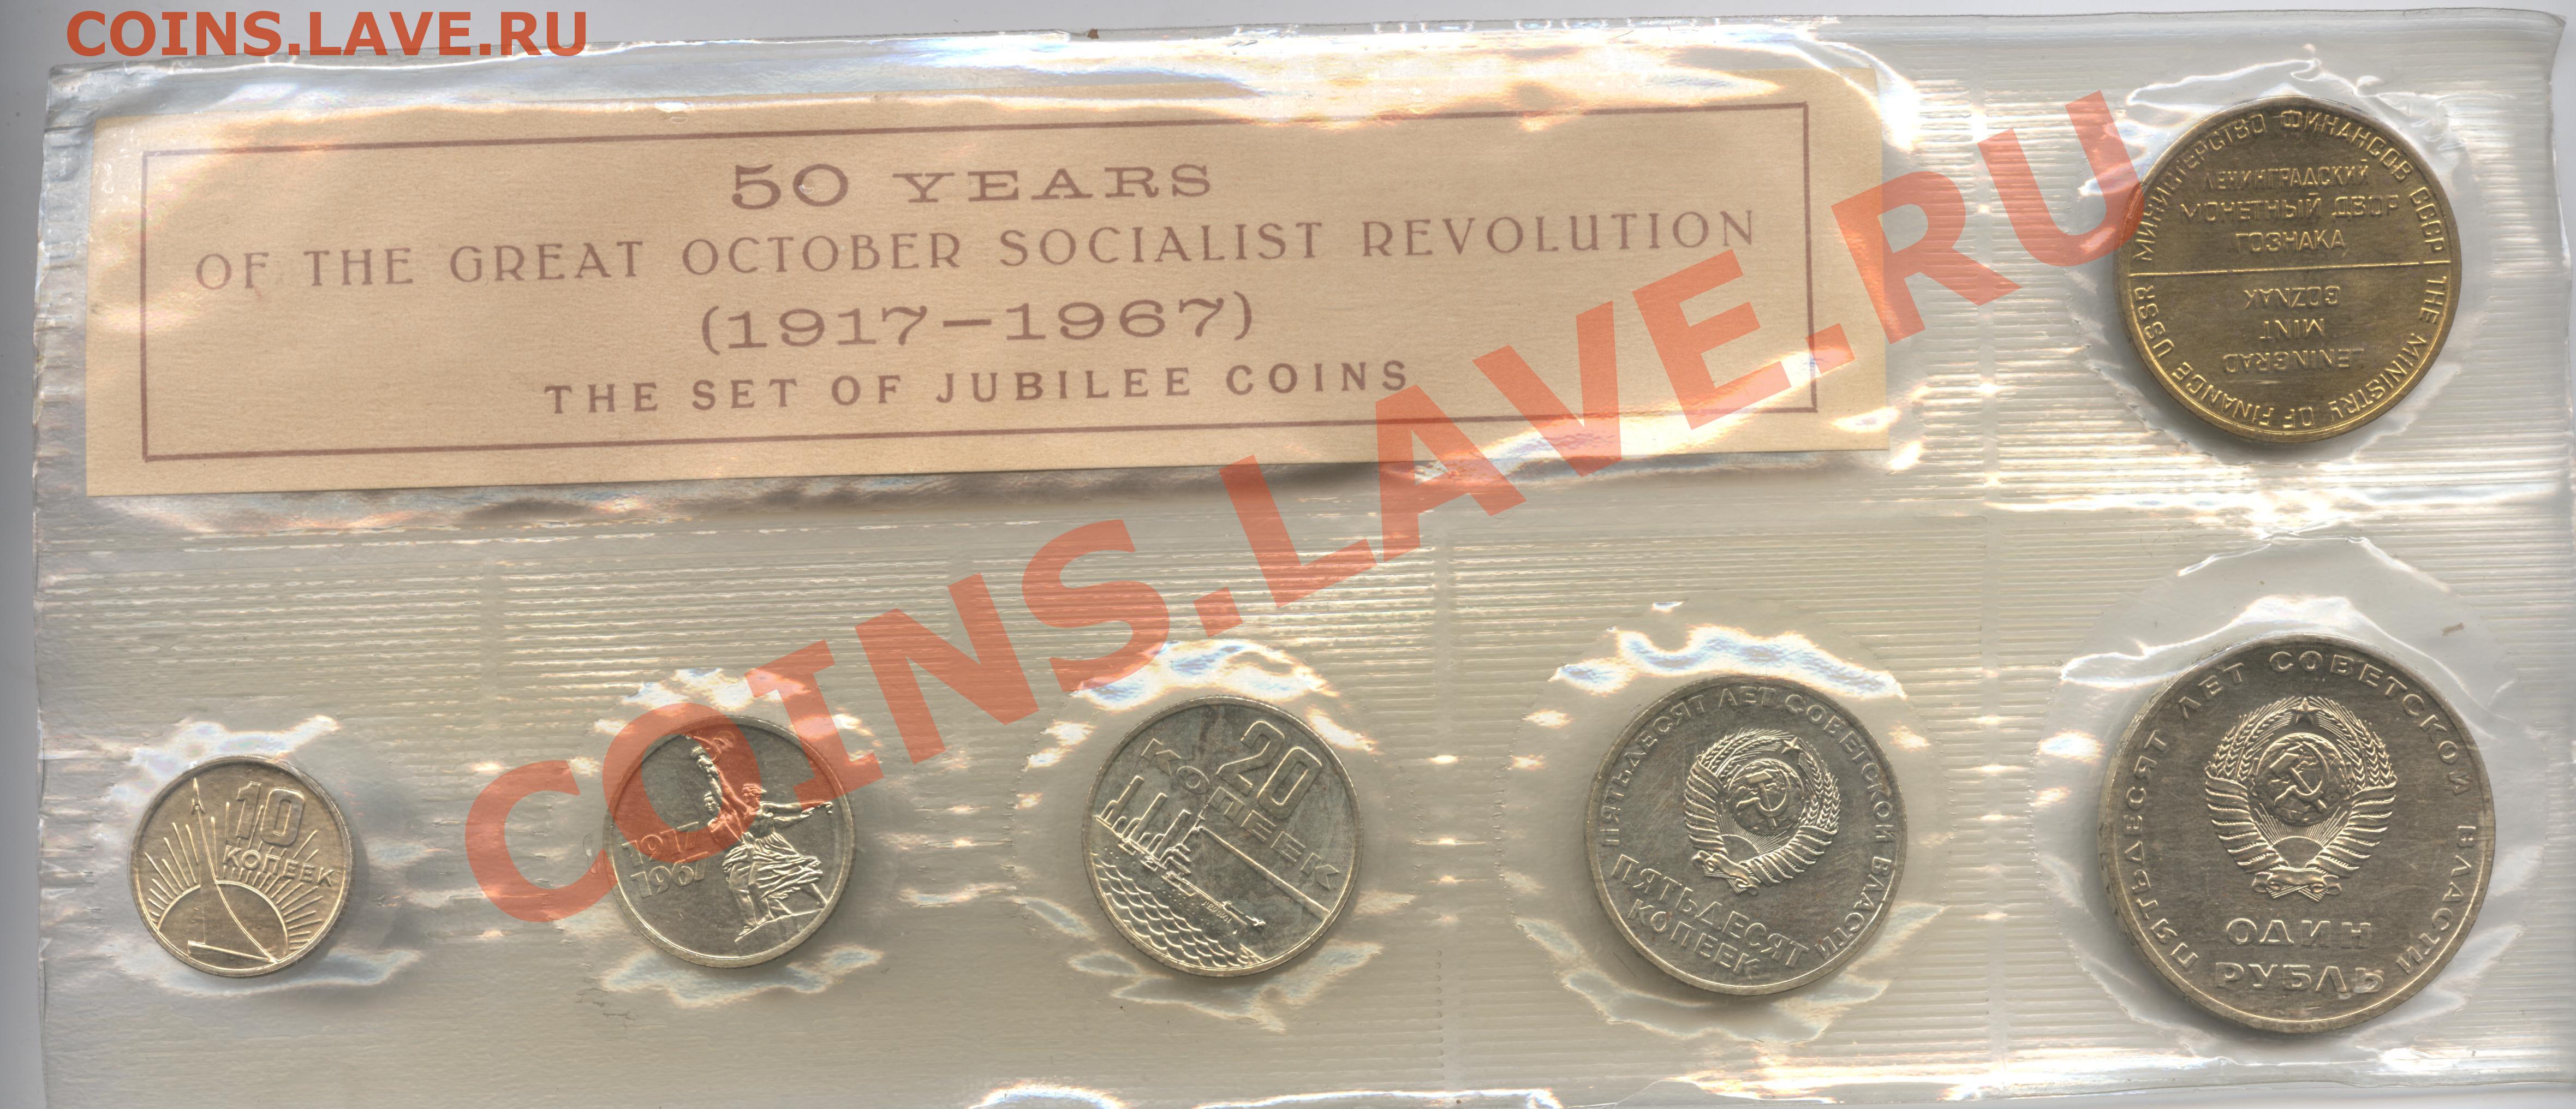 COINS.LAVE.RU
50 YEARS
OF THE GREAT OCTOBER SOCIALIST REVOLUTION
(1917—1967)
THE SET OF JUBILEE COINS
МИНИСТЕРСТВО ФИНАНСОВ СССР
ЛЕНИНГРАДСКИЙ
МОНЕТНЫЙ ДВОР
ГОЗНАКА
THE MINISTRY OF FINANCE USSR
LENINGRAD
MINT
GOZNAK
COINS.LAVE.RU
10
КОПЕЕК
1917
1967
20
КОПЕЕК
ПЯТЬДЕСЯТ ЛЕТ СОВЕТСКОЙ ВЛАСТИ
ПЯТЬДЕСЯТ
КОПЕЕК
ПЯТЬДЕСЯТ ЛЕТ СОВЕТСКОЙ ВЛАСТИ
ОДИН
РУБЛЬ